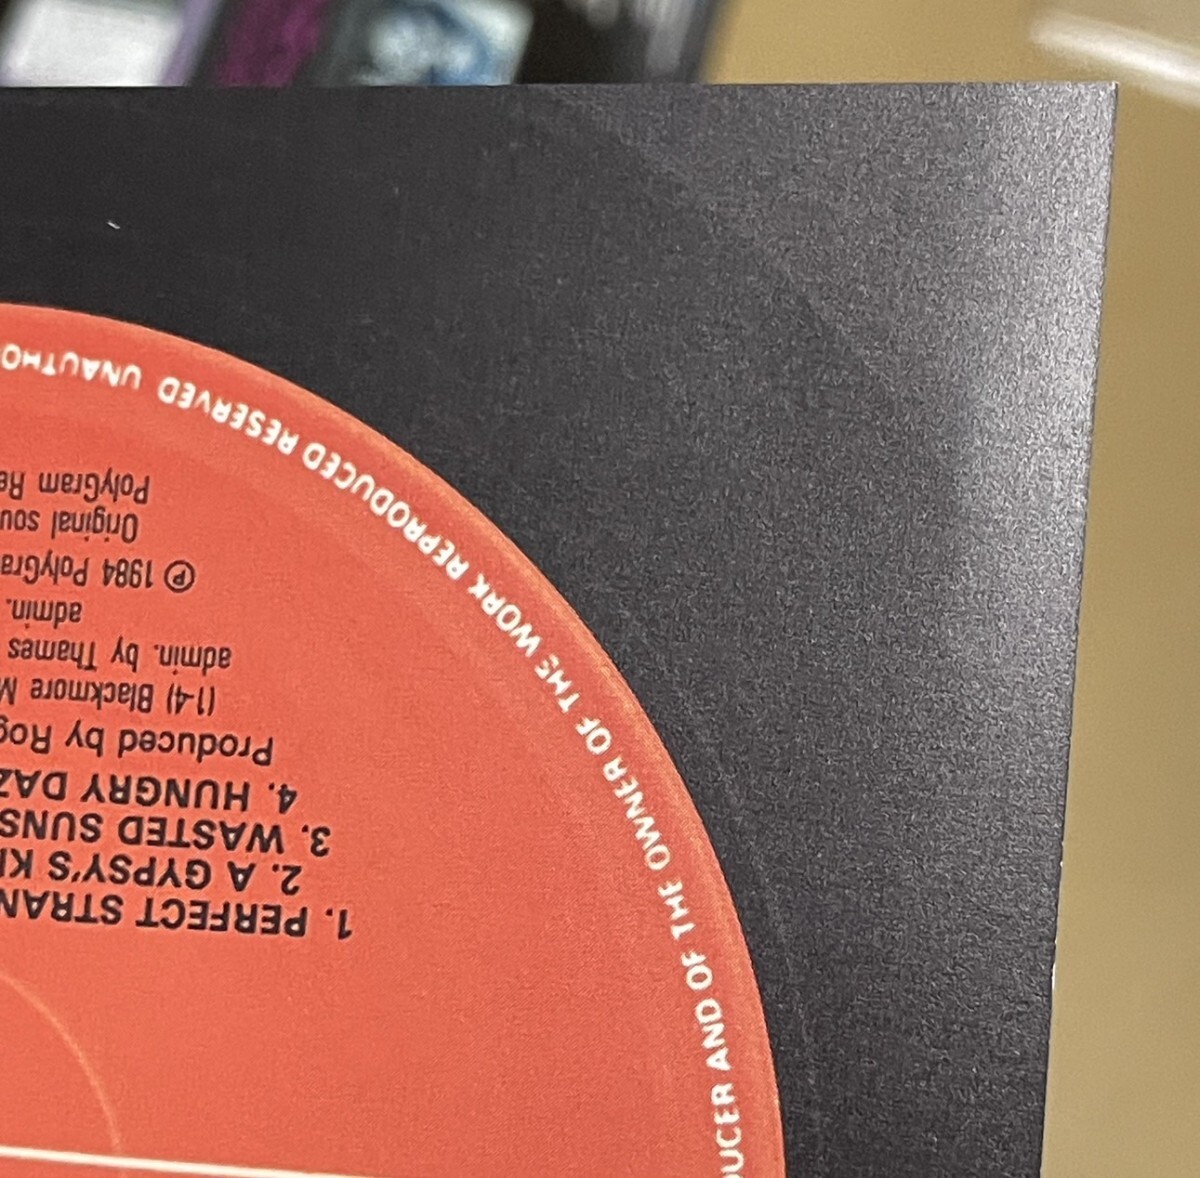 1. PERFECT STRAN
2. A GYPSY'S KI
3. WASTED SUNS
4. HUNGRY DAZ
Produced by Rog
(1-4) Blackmore M
admin. by Thames
admin.
℗ 1984 PolyGra
Original sou
PolyGram Re
DUCER AND OF THE OWNER OF THE WORK REPRODUCED RESERVED UNAUTHO